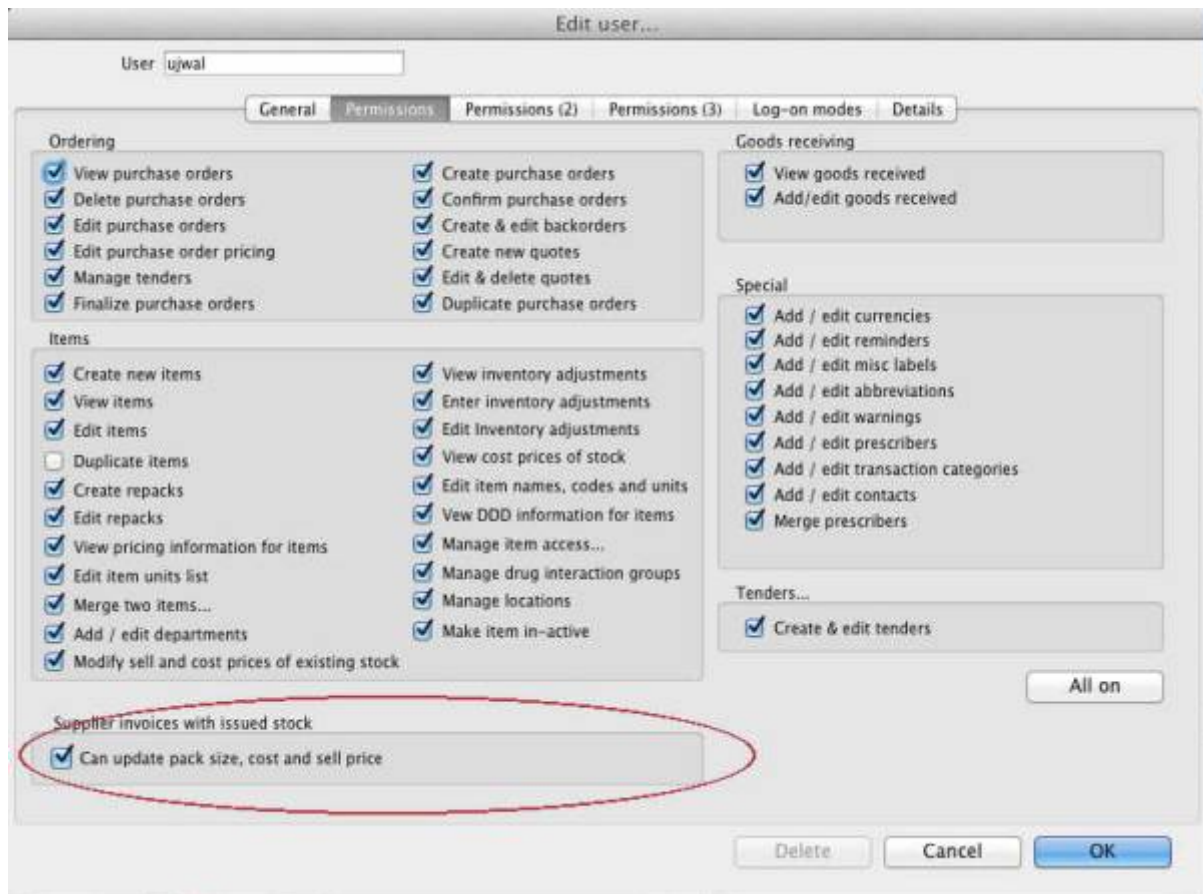 Edit user...
User ujwal
General Permissions Permissions (2) Permissions (3) Log-on modes Details
Ordering
View purchase orders
Delete purchase orders
Edit purchase orders
Edit purchase order pricing
Manage tenders
Finalize purchase orders
Create purchase orders
Confirm purchase orders
Create & edit backorders
Create new quotes
Edit & delete quotes
Duplicate purchase orders
Items
Create new items
View items
Edit items
Duplicate items
Create repacks
Edit repacks
View pricing information for items
Edit item units list
Merge two items...
Add / edit departments
Modify sell and cost prices of existing stock
View inventory adjustments
Enter inventory adjustments
Edit Inventory adjustments
View cost prices of stock
Edit item names, codes and units
Vew DDD information for items
Manage item access...
Manage drug interaction groups
Manage locations
Make item in-active
Supplier invoices with issued stock
Can update pack size, cost and sell price
Goods receiving
View goods received
Add/edit goods received
Special
Add / edit currencies
Add / edit reminders
Add / edit misc labels
Add / edit abbreviations
Add / edit warnings
Add / edit prescribers
Add / edit transaction categories
Add / edit contacts
Merge prescribers
Tenders...
Create & edit tenders
All on
Delete Cancel OK